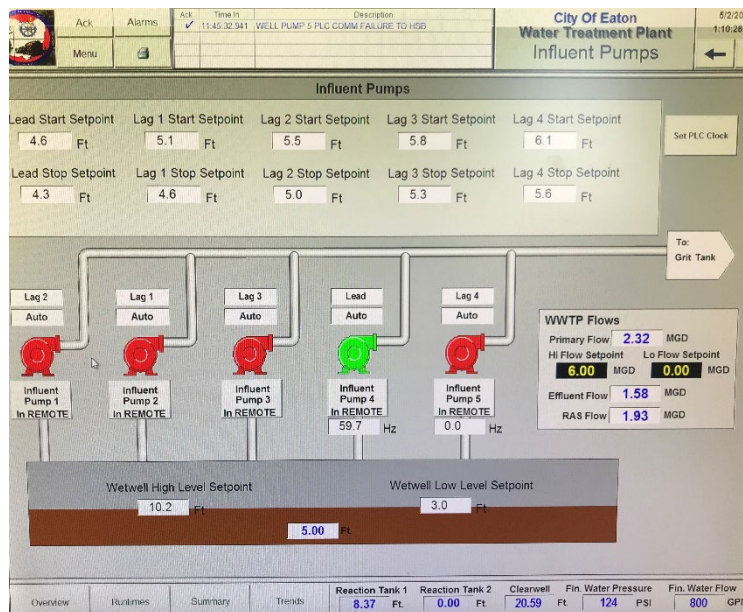 Ack
Alarms
Ack Time In Description
11:45:32.941 WELL PUMP 5 PLC COMM FAILURE TO HSB
City Of Eaton
Water Treatment Plant
Influent Pumps
5/2/20
1:10:28
Menu
Influent Pumps
Lead Start Setpoint Lag 1 Start Setpoint Lag 2 Start Setpoint Lag 3 Start Setpoint Lag 4 Start Setpoint
4.6 Ft 5.1 Ft 5.5 Ft 5.8 Ft 6.1 Ft
Set PLC Clock
Lead Stop Setpoint Lag 1 Stop Setpoint Lag 2 Stop Setpoint Lag 3 Stop Setpoint Lag 4 Stop Setpoint
4.3 Ft 4.6 Ft 5.0 Ft 5.3 Ft 5.6 Ft
To:
Grit Tank
Lag 2 Lag 1 Lag 3 Lead Lag 4
Auto Auto Auto Auto Auto
WWTP Flows
Primary Flow 2.32 MGD
Hi Flow Setpoint Lo Flow Setpoint
6.00 MGD 0.00 MGD
Effluent Flow 1.58 MGD
RAS Flow 1.93 MGD
Influent Influent Influent Influent Influent
Pump 1 Pump 2 Pump 3 Pump 4 Pump 5
In REMOTE In REMOTE In REMOTE In REMOTE In REMOTE
59.7 Hz 0.0 Hz
Wetwell High Level Setpoint Wetwell Low Level Setpoint
10.2 Ft 3.0 Ft
5.00 Ft.
Reaction Tank 1 Reaction Tank 2 Clearwell Fin. Water Pressure Fin. Water Flow
Overview Runtimes Summary Trends 8.37 Ft. 0.00 Ft 20.59 Ft 124 PSI 800 GP